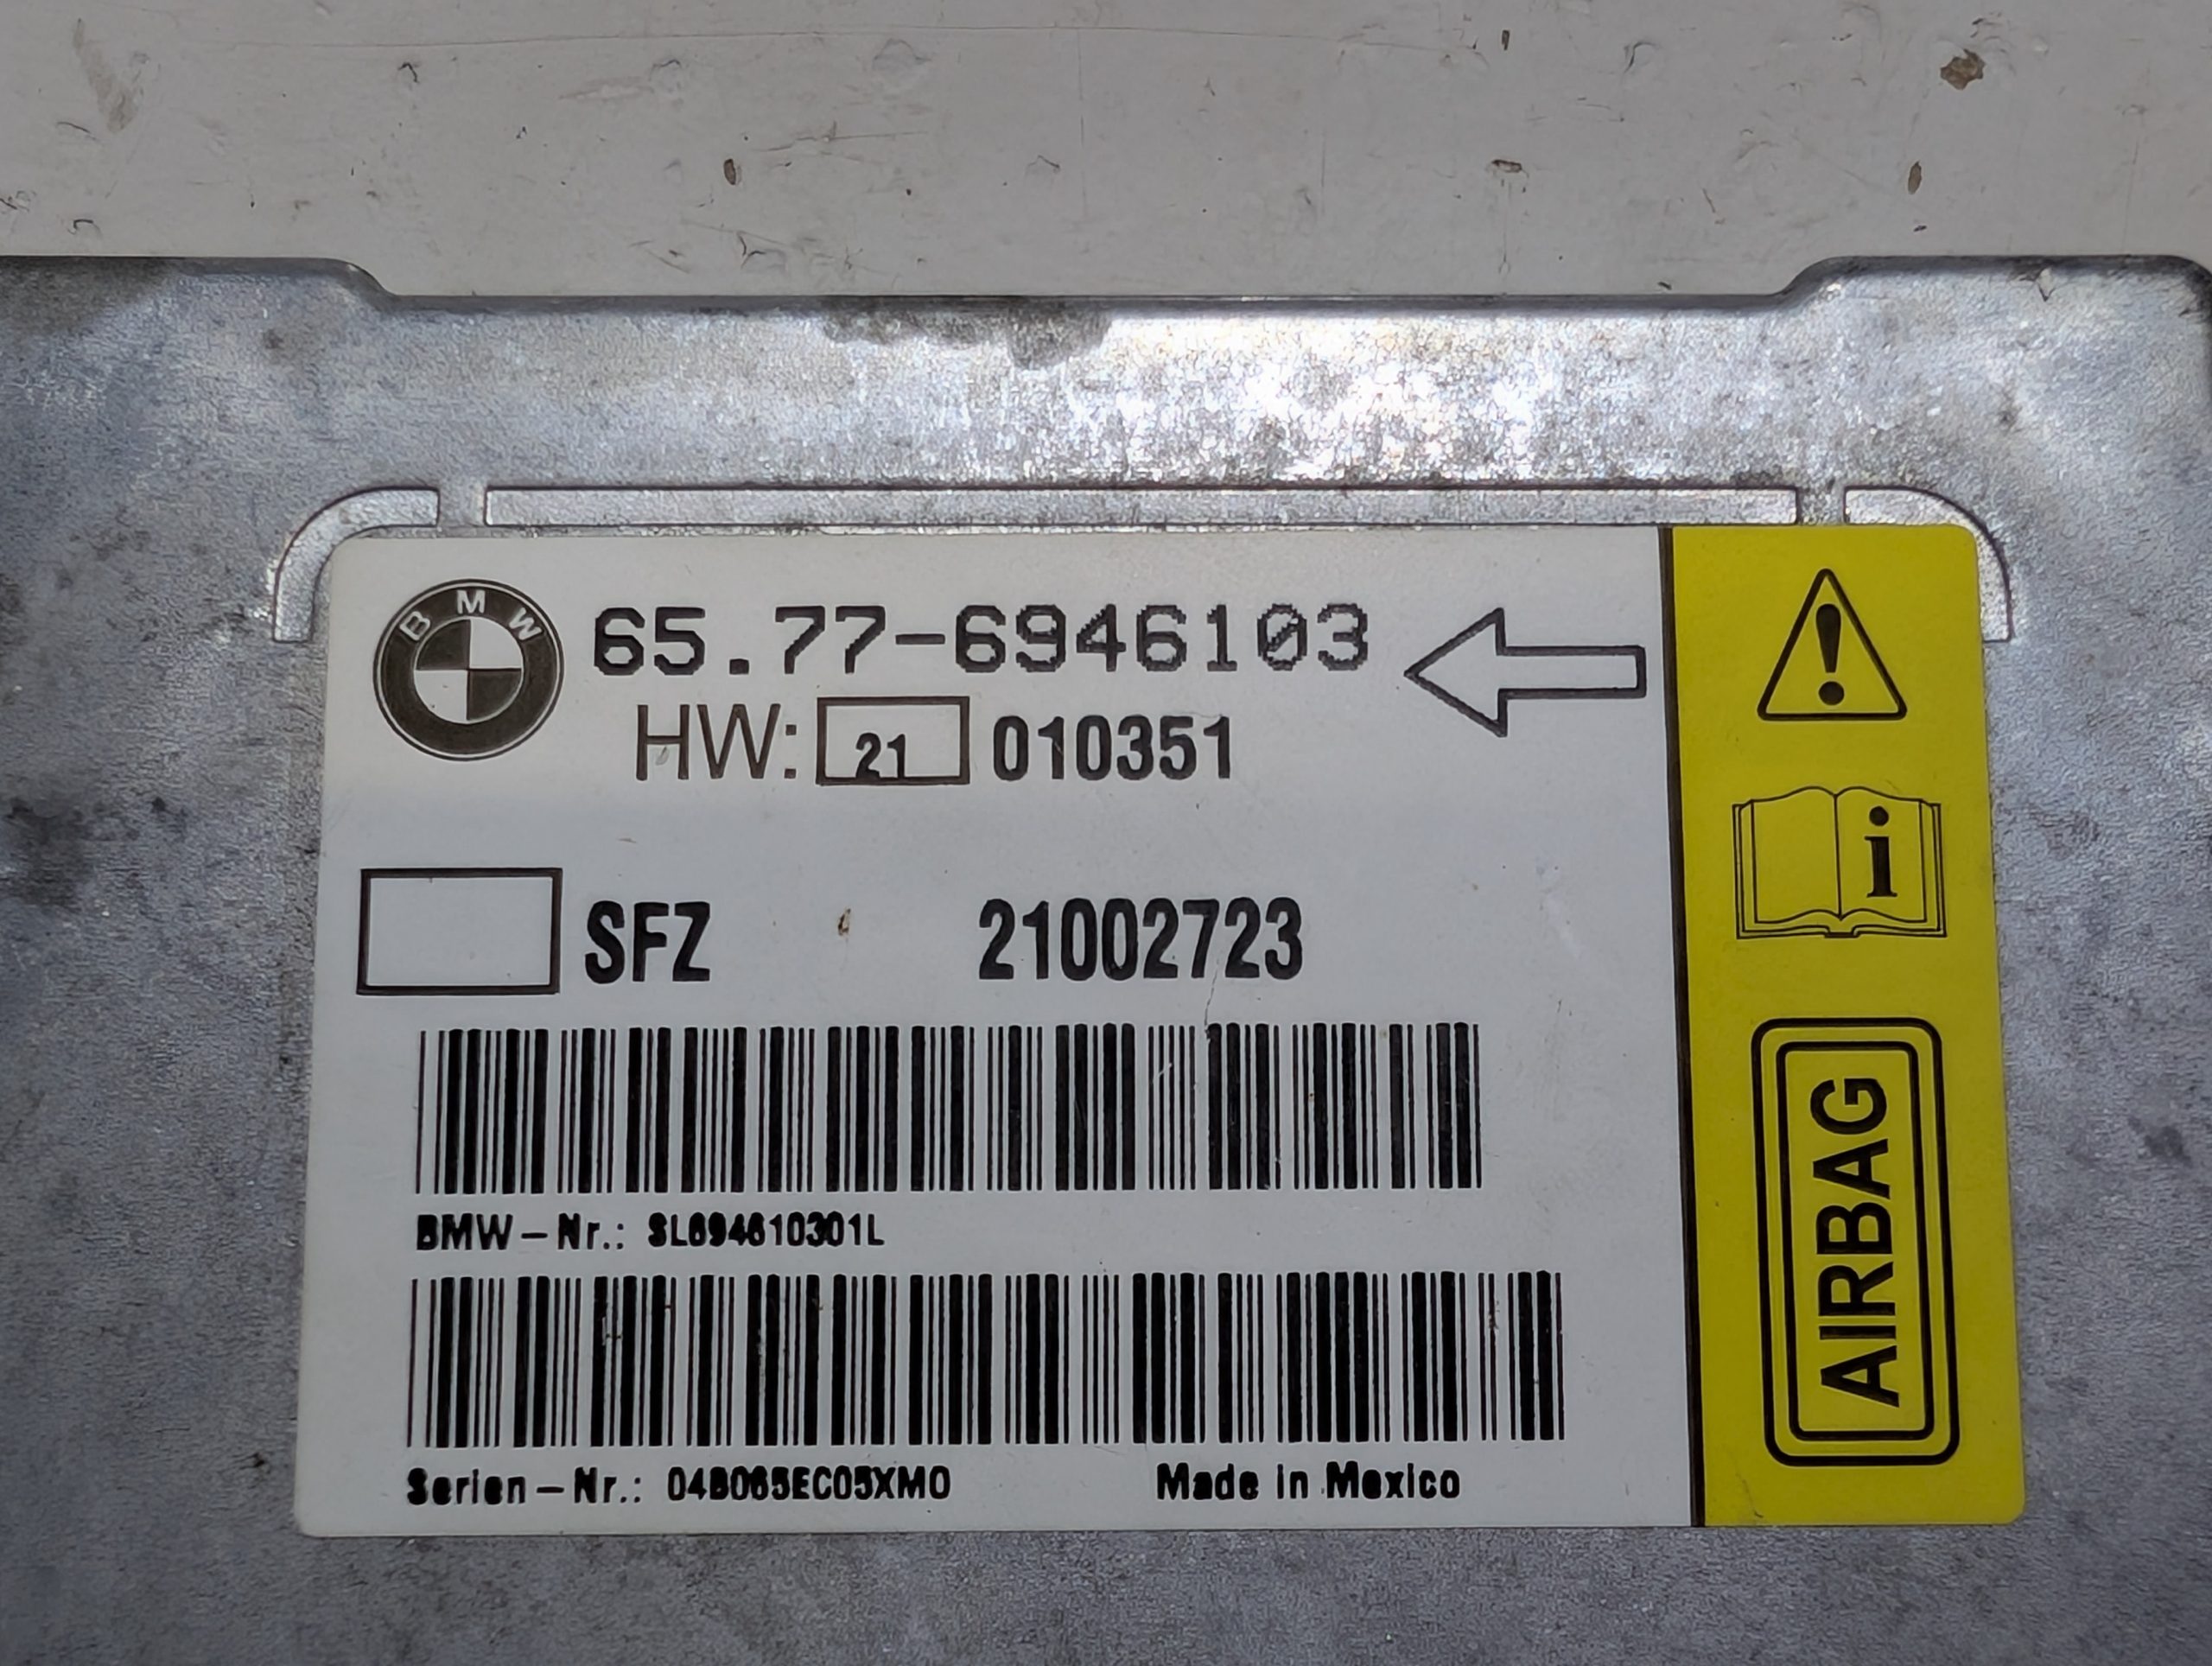 BMW
65.77-6946103
HW: 21 010351
SFZ 21002723
BMW-Nr.: SL694610301L
Serien-Nr.: 04B065EC05XM0
Made in Mexico
i
AIRBAG